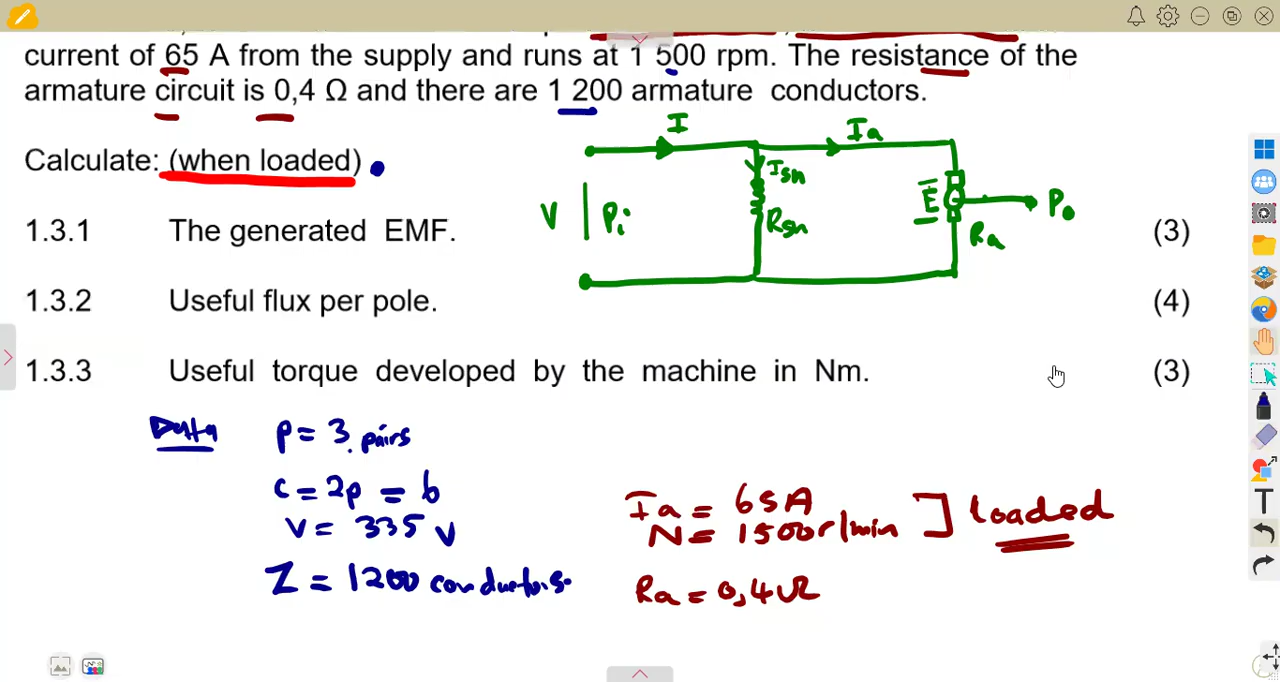 current of 65 A from the supply and runs at 1 500 rpm. The resistance of the
armature circuit is 0,4 Ω and there are 1 200 armature conductors.
I
Ia
Calculate: (when loaded)
Ish
E
V
Pi
Rsh
Po
Ra
1.3.1 The generated EMF. (3)
1.3.2 Useful flux per pole. (4)
1.3.3 Useful torque developed by the machine in Nm. (3)
Data
p = 3 pairs
c = 2p = 6
V = 335 V
Z = 1200 conductors
Ia = 65A
N = 1500 r/min
loaded
Ra = 0,4 Ω
T